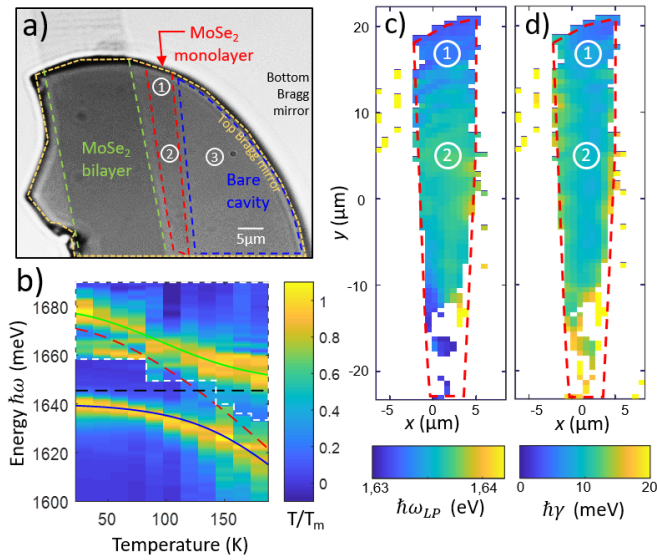 a)
MoSe₂
monolayer
①
Bottom
Bragg
mirror
MoSe₂
bilayer
②
③
Top Bragg mirror
Bare
cavity
5μm
b)
1680
1660
1640
1620
1600
Energy ℏω
(meV)
50
100
150
Temperature (K)
1.2
1
0.8
0.6
0.4
0.2
0
T/Tₘ
c)
20
10
0
-10
-20
y (μm)
①
②
-5
0
5
x (μm)
1,63
1,64
ℏω_LP (eV)
d)
①
②
-5
0
5
x (μm)
0
10
20
ℏγ (meV)